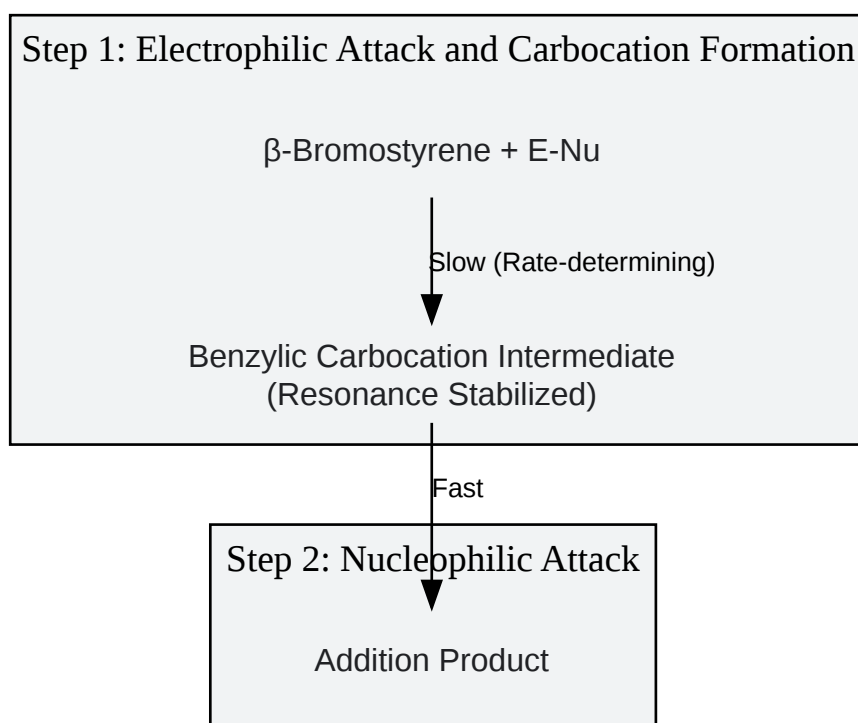 Step 1: Electrophilic Attack and Carbocation Formation
β-Bromostyrene + E-Nu
Slow (Rate-determining)
Benzylic Carbocation Intermediate
(Resonance Stabilized)
Fast
Step 2: Nucleophilic Attack
Addition Product